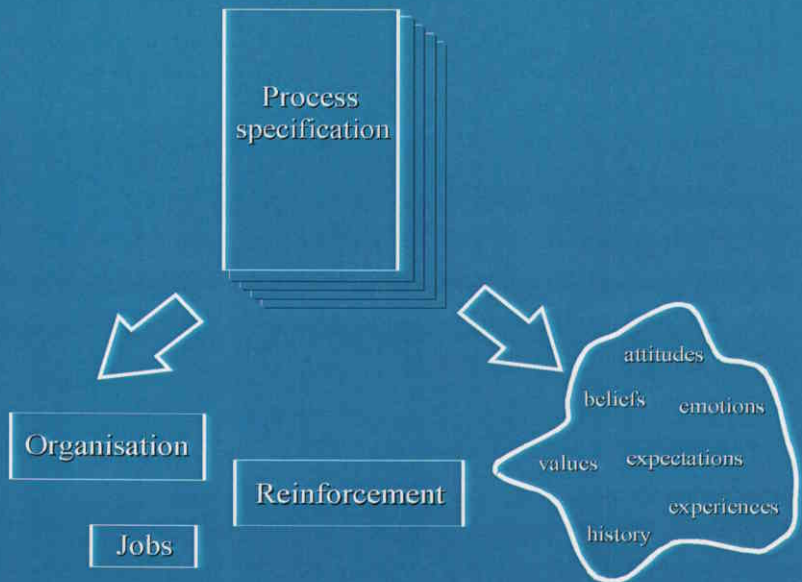 Process
specification
attitudes
beliefs
emotions
Organisation
values
expectations
Reinforcement
experiences
history
Jobs